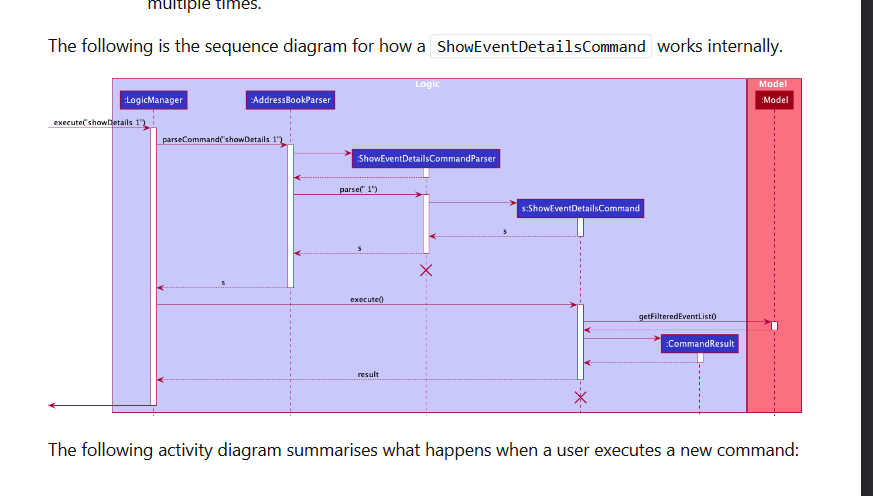 multiple times.
The following is the sequence diagram for how a ShowEventDetailsCommand works internally.
Logic
Model
:LogicManager
:AddressBookParser
:Model
execute("showDetails 1")
parseCommand("showDetails 1")
:ShowEventDetailsCommandParser
parse(" 1")
s:ShowEventDetailsCommand
s
s
s
execute()
getFilteredEventList()
:CommandResult
result
The following activity diagram summarises what happens when a user executes a new command: